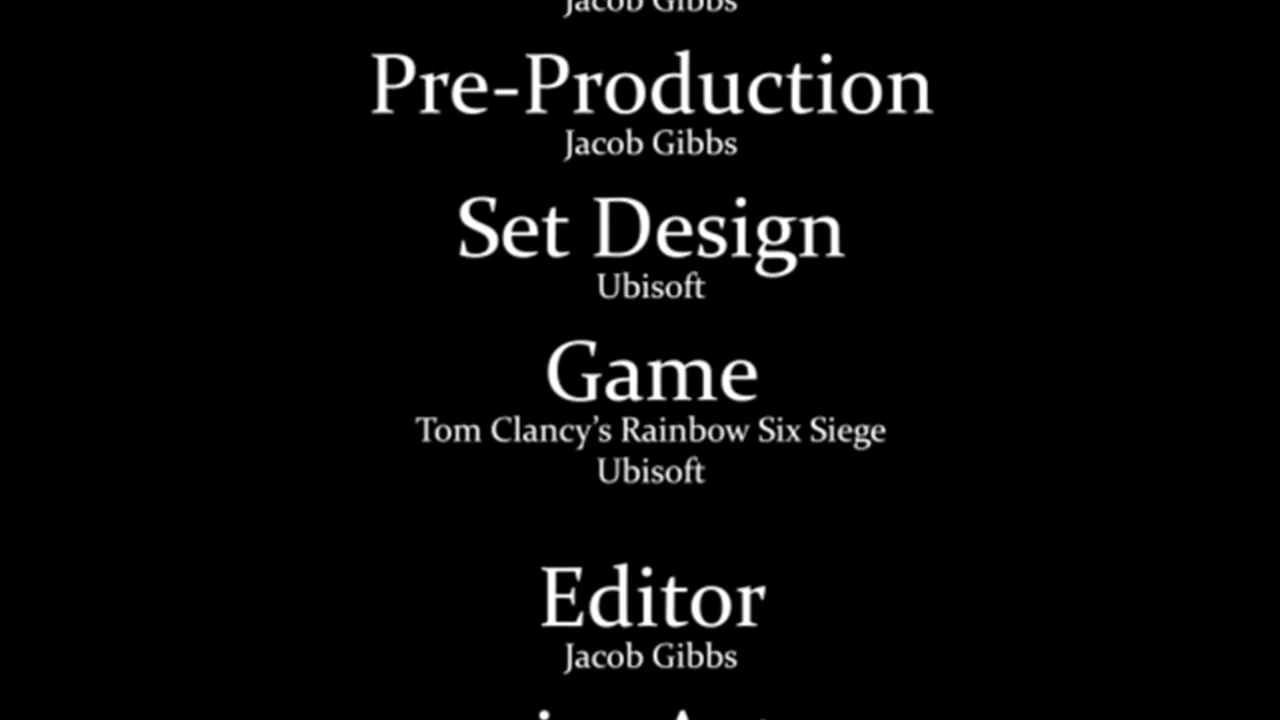 Jacob Gibbs
Pre-Production
Jacob Gibbs
Set Design
Ubisoft
Game
Tom Clancy’s Rainbow Six Siege
Ubisoft
Editor
Jacob Gibbs